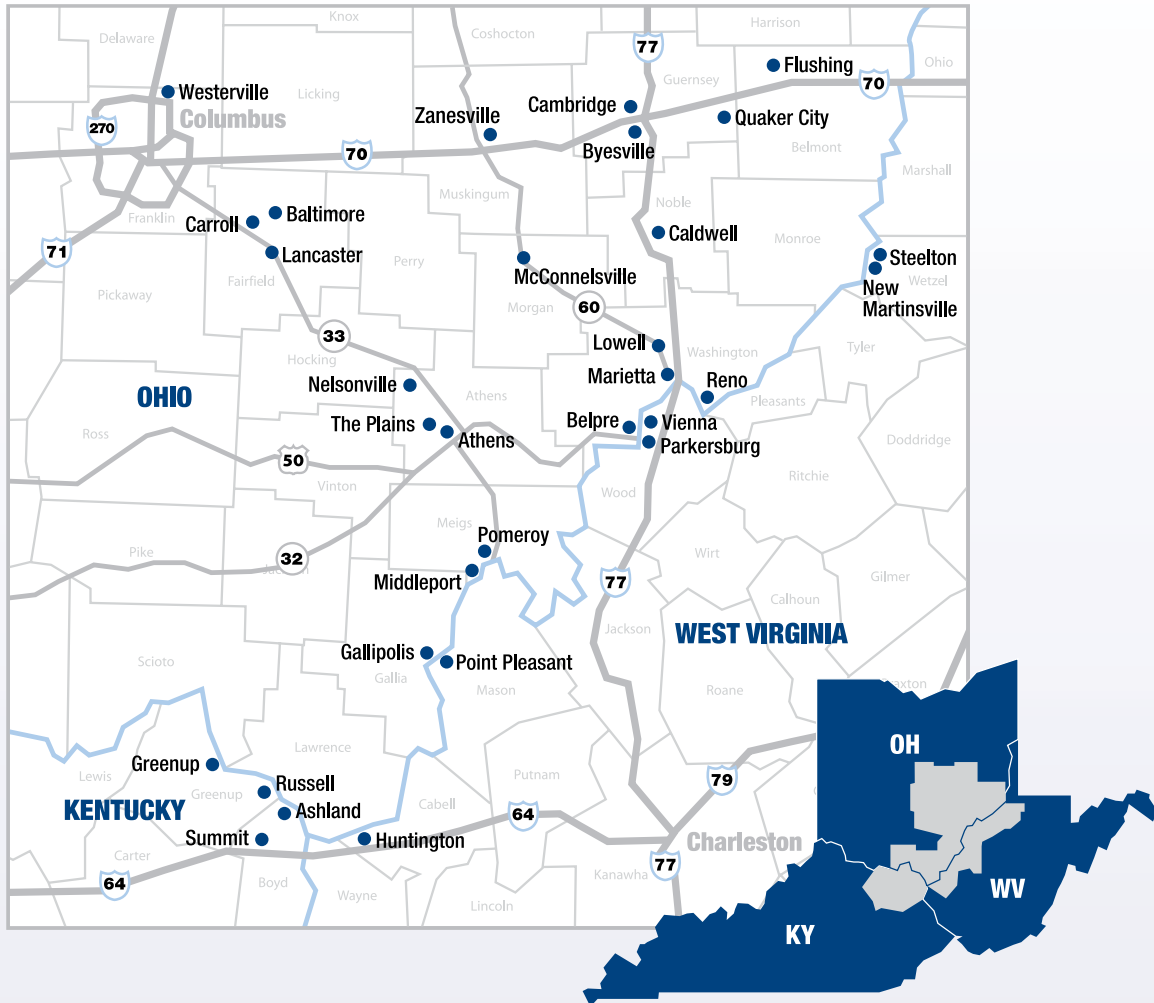 Knox
Coshocton
Harrison
Delaware
77
Guernsey
Flushing
Ohio
70
Westerville
Licking
Cambridge
Columbus
Zanesville
Quaker City
270
Byesville
Belmont
70
Marshall
Muskingum
Noble
Franklin
Baltimore
Carroll
Caldwell
Monroe
71
Lancaster
Perry
Steelton
McConnelsville
Wetzel
Fairfield
New
Martinsville
Pickaway
Morgan
60
33
Lowell
Washington
Tyler
Hocking
Marietta
Reno
Nelsonville
Athens
Pleasants
OHIO
The Plains
Belpre
Vienna
Ross
Athens
Parkersburg
Doddridge
50
Ritchie
Vinton
Wood
Meigs
Pomeroy
Pike
32
Wirt
Middleport
77
Gilmer
Calhoun
Jackson
WEST VIRGINIA
Scioto
Gallipolis
Point Pleasant
Gallia
Mason
Roane
OH
Lawrence
Greenup
Lewis
Putnam
79
Russell
Greenup
KENTUCKY
Ashland
Cabell
64
Summit
Huntington
Charleston
Carter
77
64
Boyd
Wayne
Kanawha
Lincoln
WV
KY